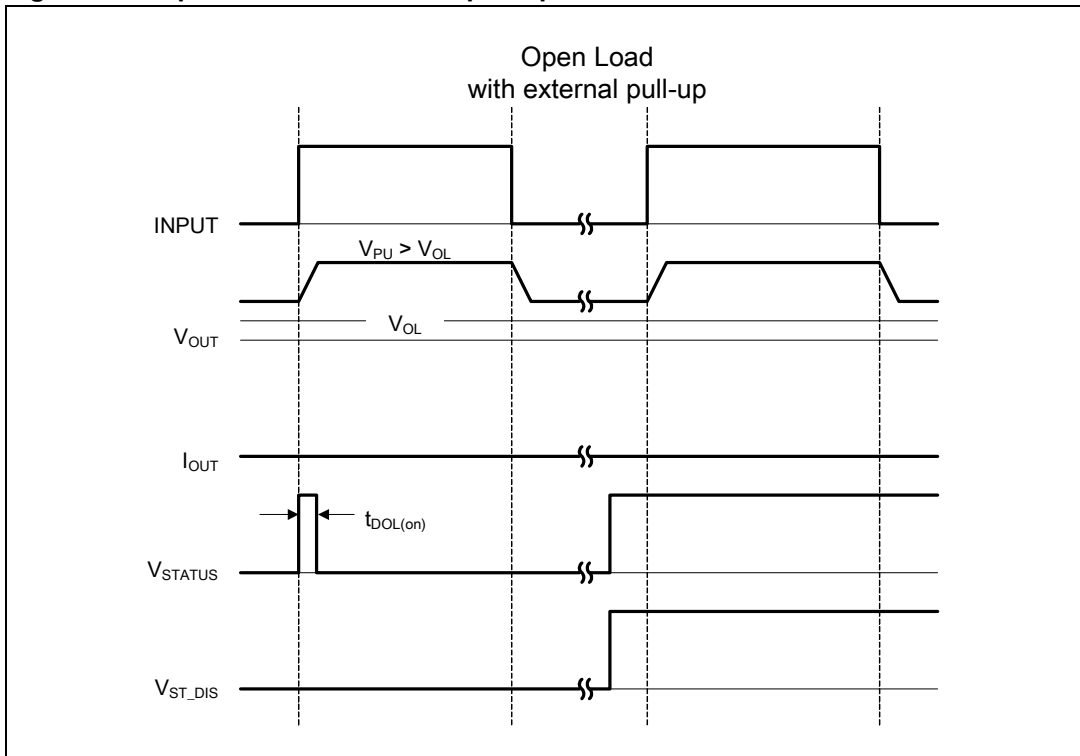 Open Load
with external pull-up
INPUT
V_PU > V_OL
V_OL
V_OUT
I_OUT
t_DOL(on)
V_STATUS
V_ST_DIS